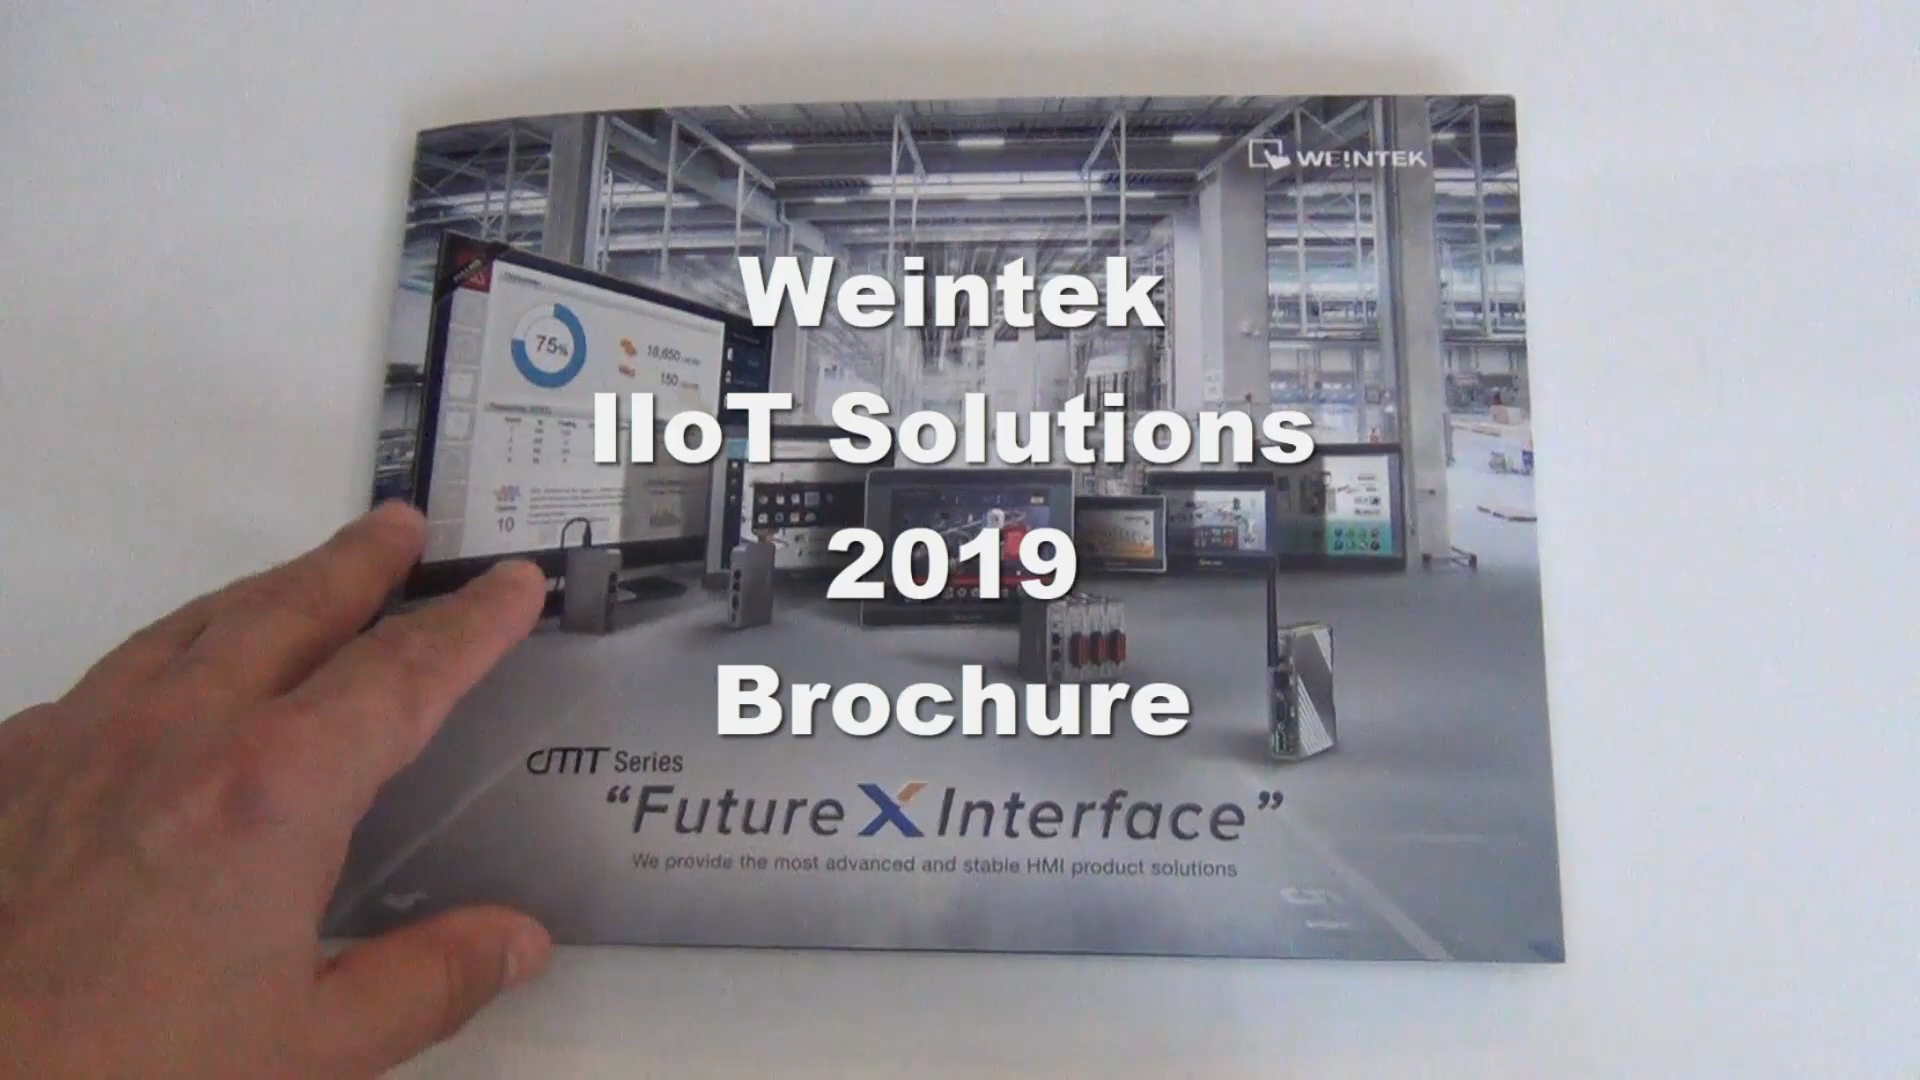 WEINTEK
Weintek
IIoT Solutions
2019
Brochure
75%
18,650
150
10
cMT Series
“Future X Interface”
We provide the most advanced and stable HMI product solutions